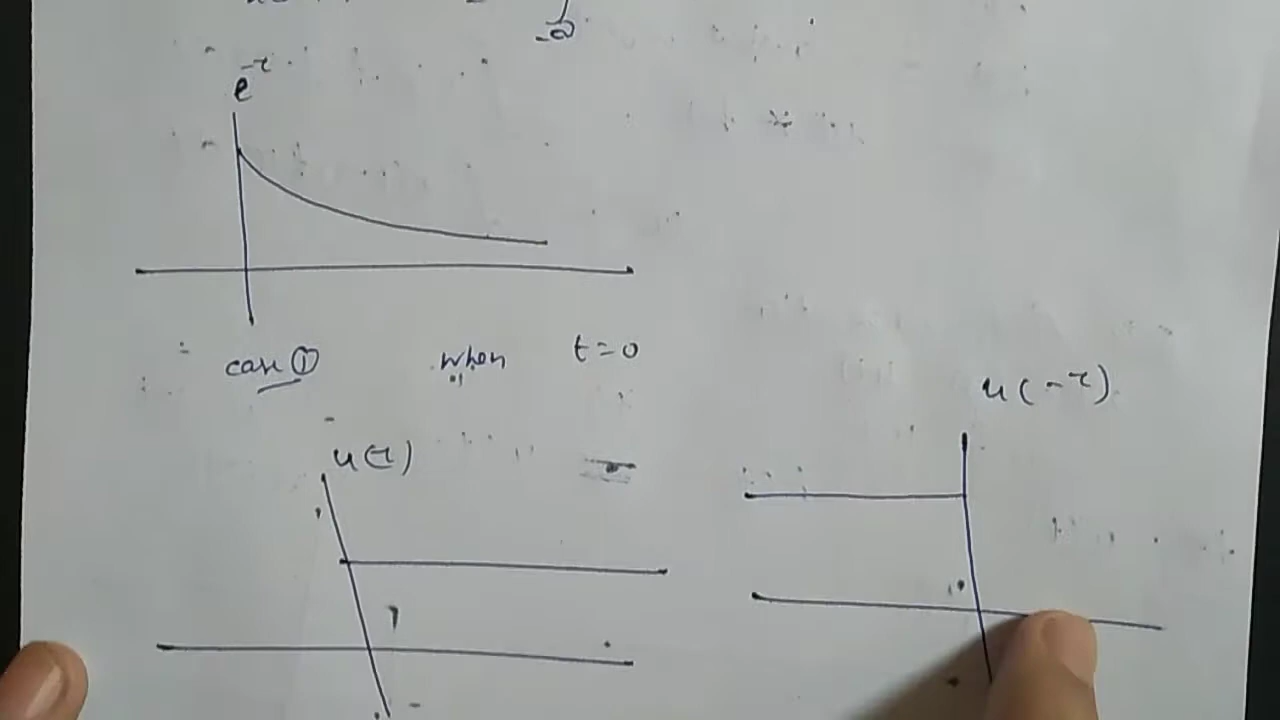 -∞
e^-τ
case ① when t=0
u(τ)
u(-τ)